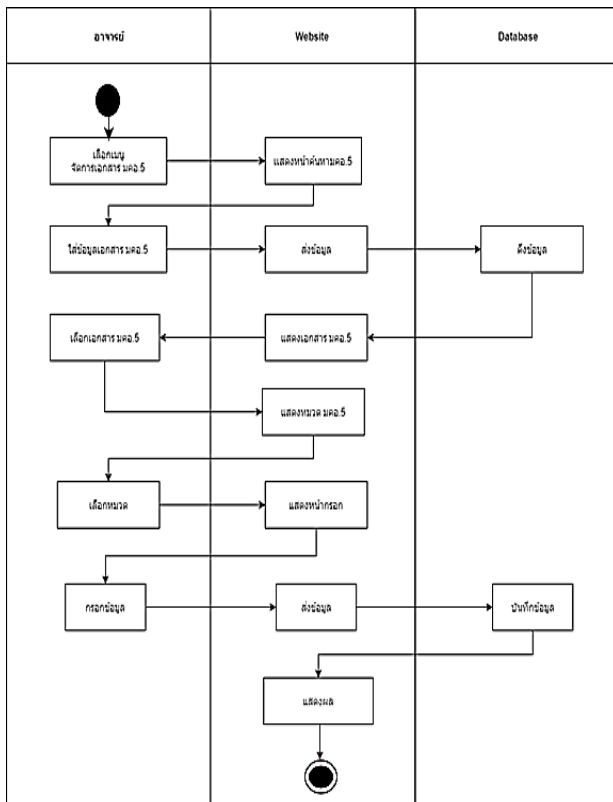 อาจารย์
Website
Database
เลือกเมนู
จัดการเอกสาร มคอ.5
แสดงหน้าค้นหามคอ.5
ใส่ข้อมูลเอกสาร มคอ.5
ส่งข้อมูล
ดึงข้อมูล
เลือกเอกสาร มคอ.5
แสดงเอกสาร มคอ.5
แสดงหมวด มคอ.5
เลือกหมวด
แสดงหน้ากรอก
กรอกข้อมูล
ส่งข้อมูล
บันทึกข้อมูล
แสดงผล